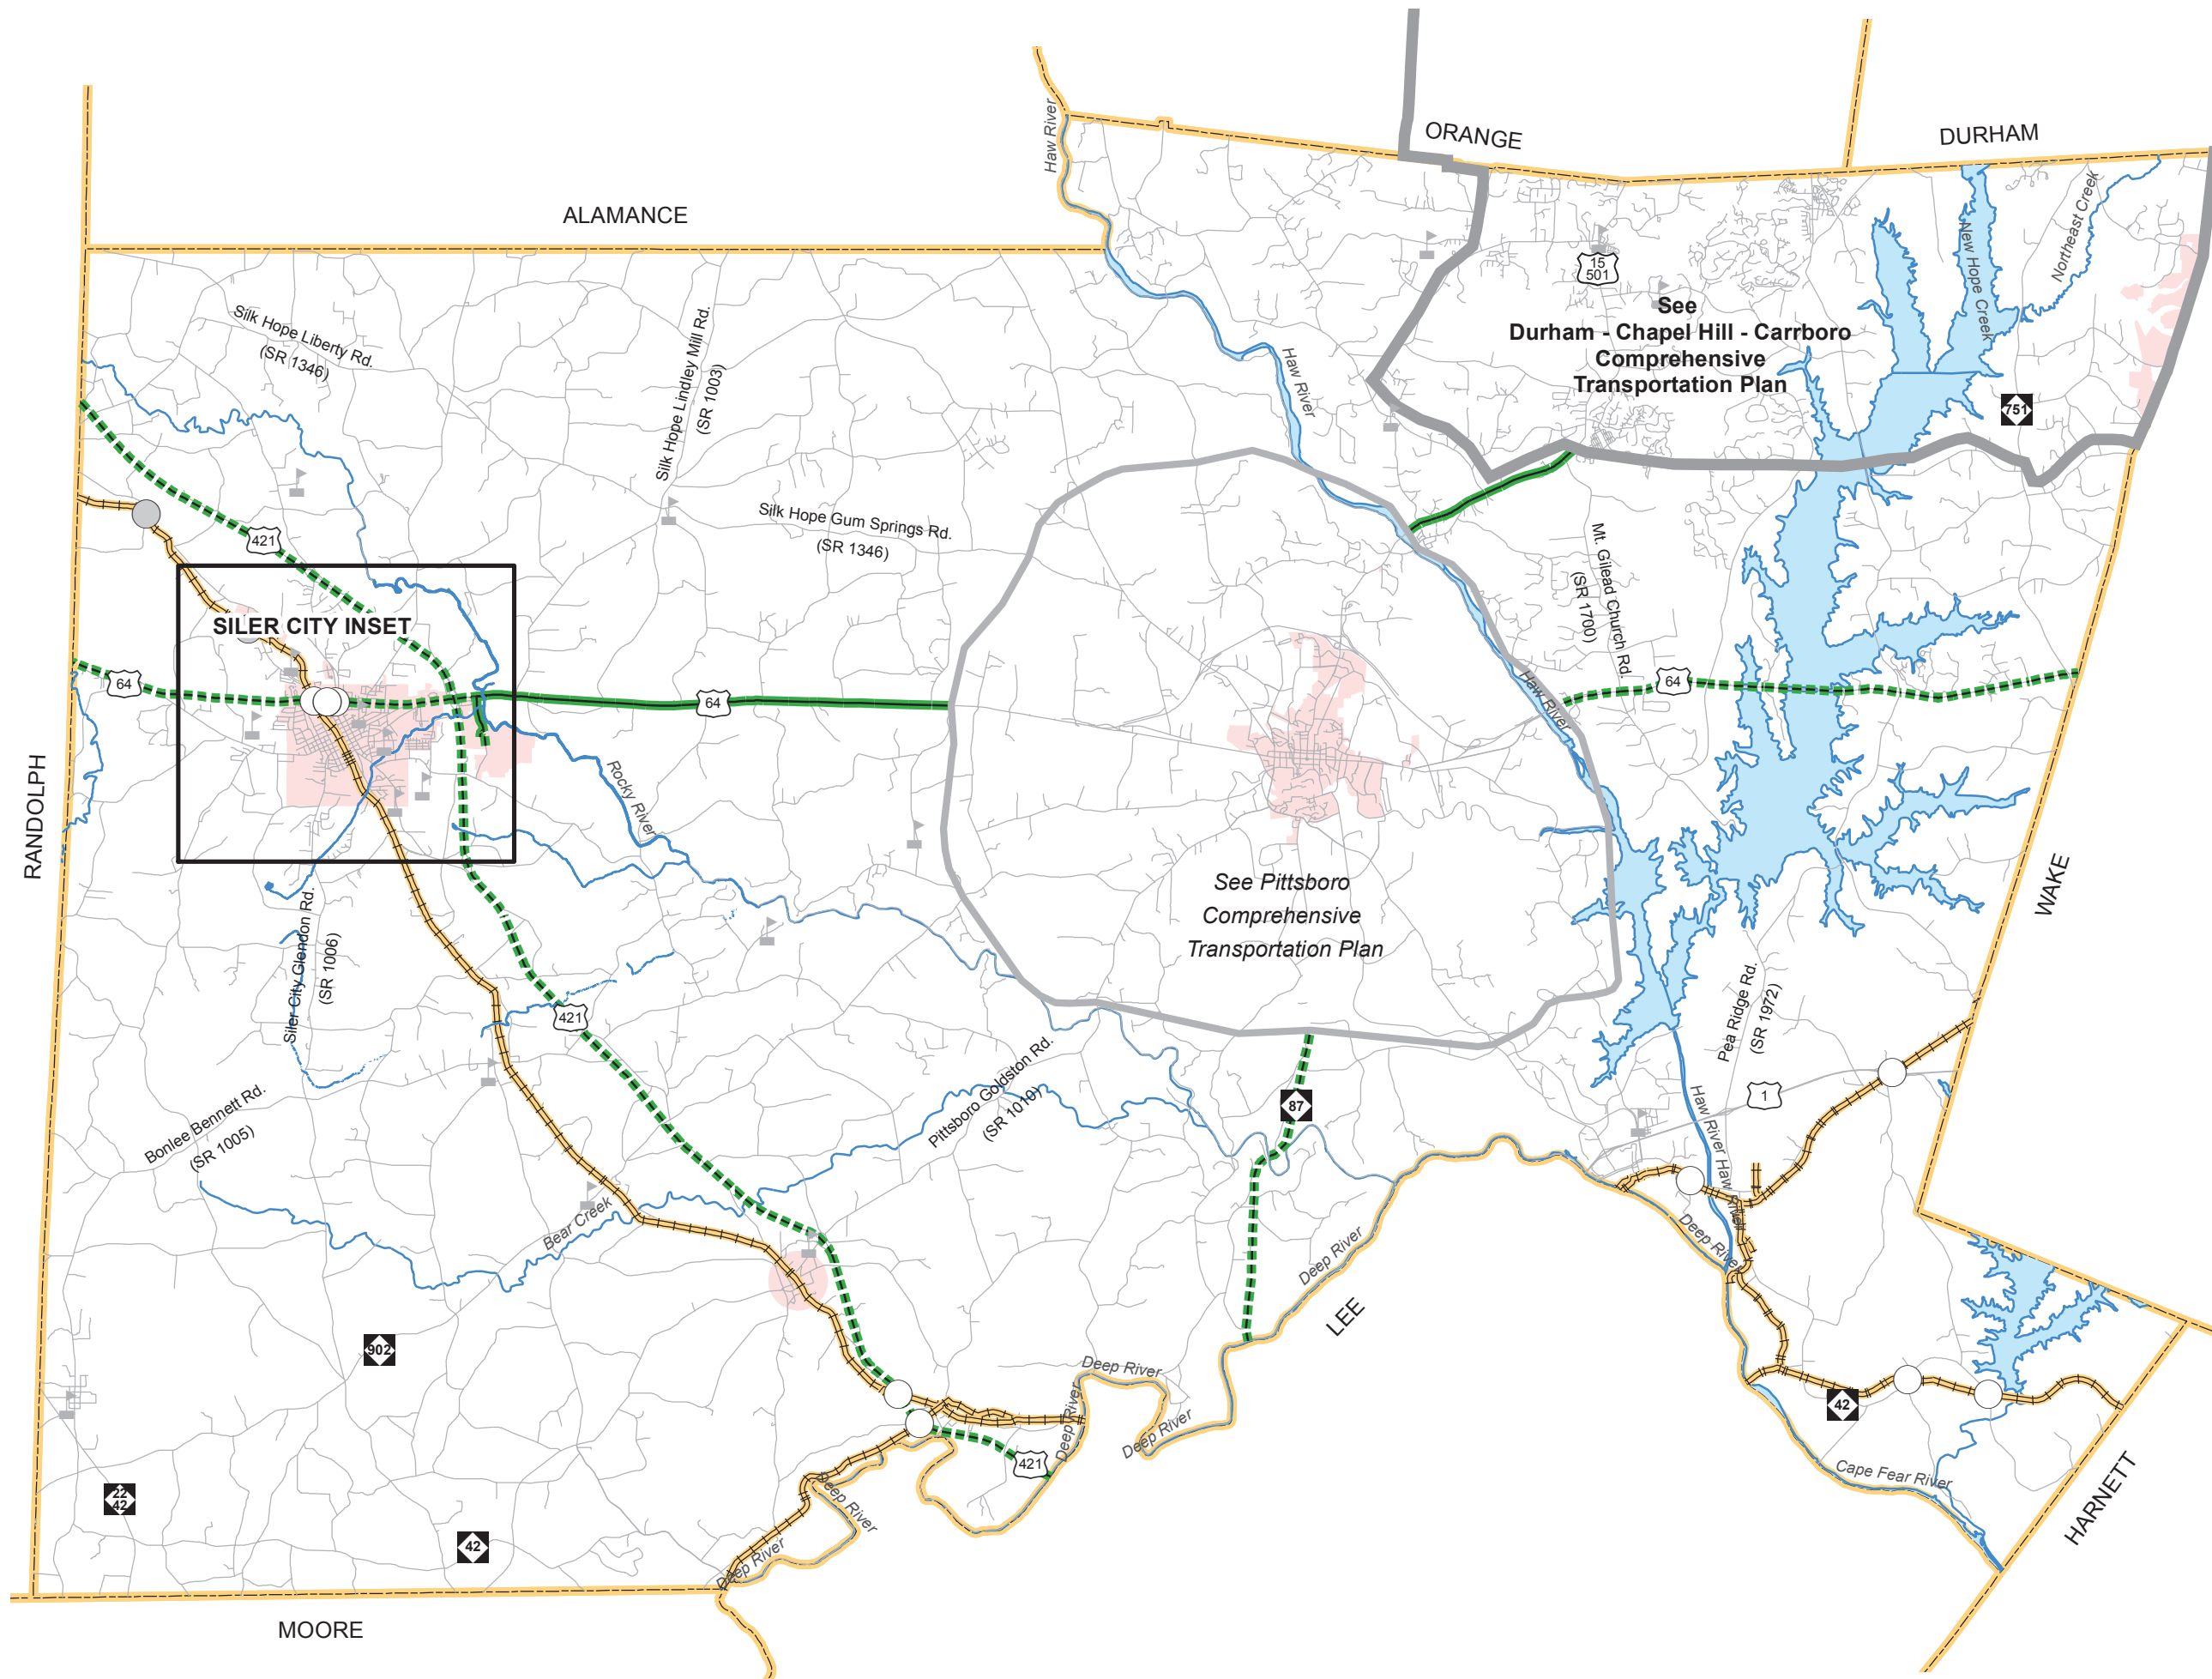 ORANGE
DURHAM
Haw River
ALAMANCE
Northeast Creek
New Hope Creek
15
501
See
Durham - Chapel Hill - Carrboro
Comprehensive
Transportation Plan
Silk Hope Liberty Rd.
(SR 1346)
Silk Hope Lindley Mill Rd.
(SR 1003)
Haw River
751
421
Silk Hope Gum Springs Rd.
(SR 1346)
Mt. Gilead Church Rd.
(SR 1700)
SILER CITY INSET
64
64
64
Haw River
RANDOLPH
Rocky River
See Pittsboro
Comprehensive
Transportation Plan
WAKE
Siler City Glendon Rd.
(SR 1006)
421
Pea Ridge Rd.
(SR 1972)
Pittsboro Goldston Rd.
(SR 1010)
87
1
Bonlee Bennett Rd.
(SR 1005)
Haw River
Haw River
Bear Creek
Deep River
Deep River
LEE
902
Deep River
Deep River
Deep River
42
421
Cape Fear River
22
42
Deep River
42
Deep River
HARNETT
MOORE